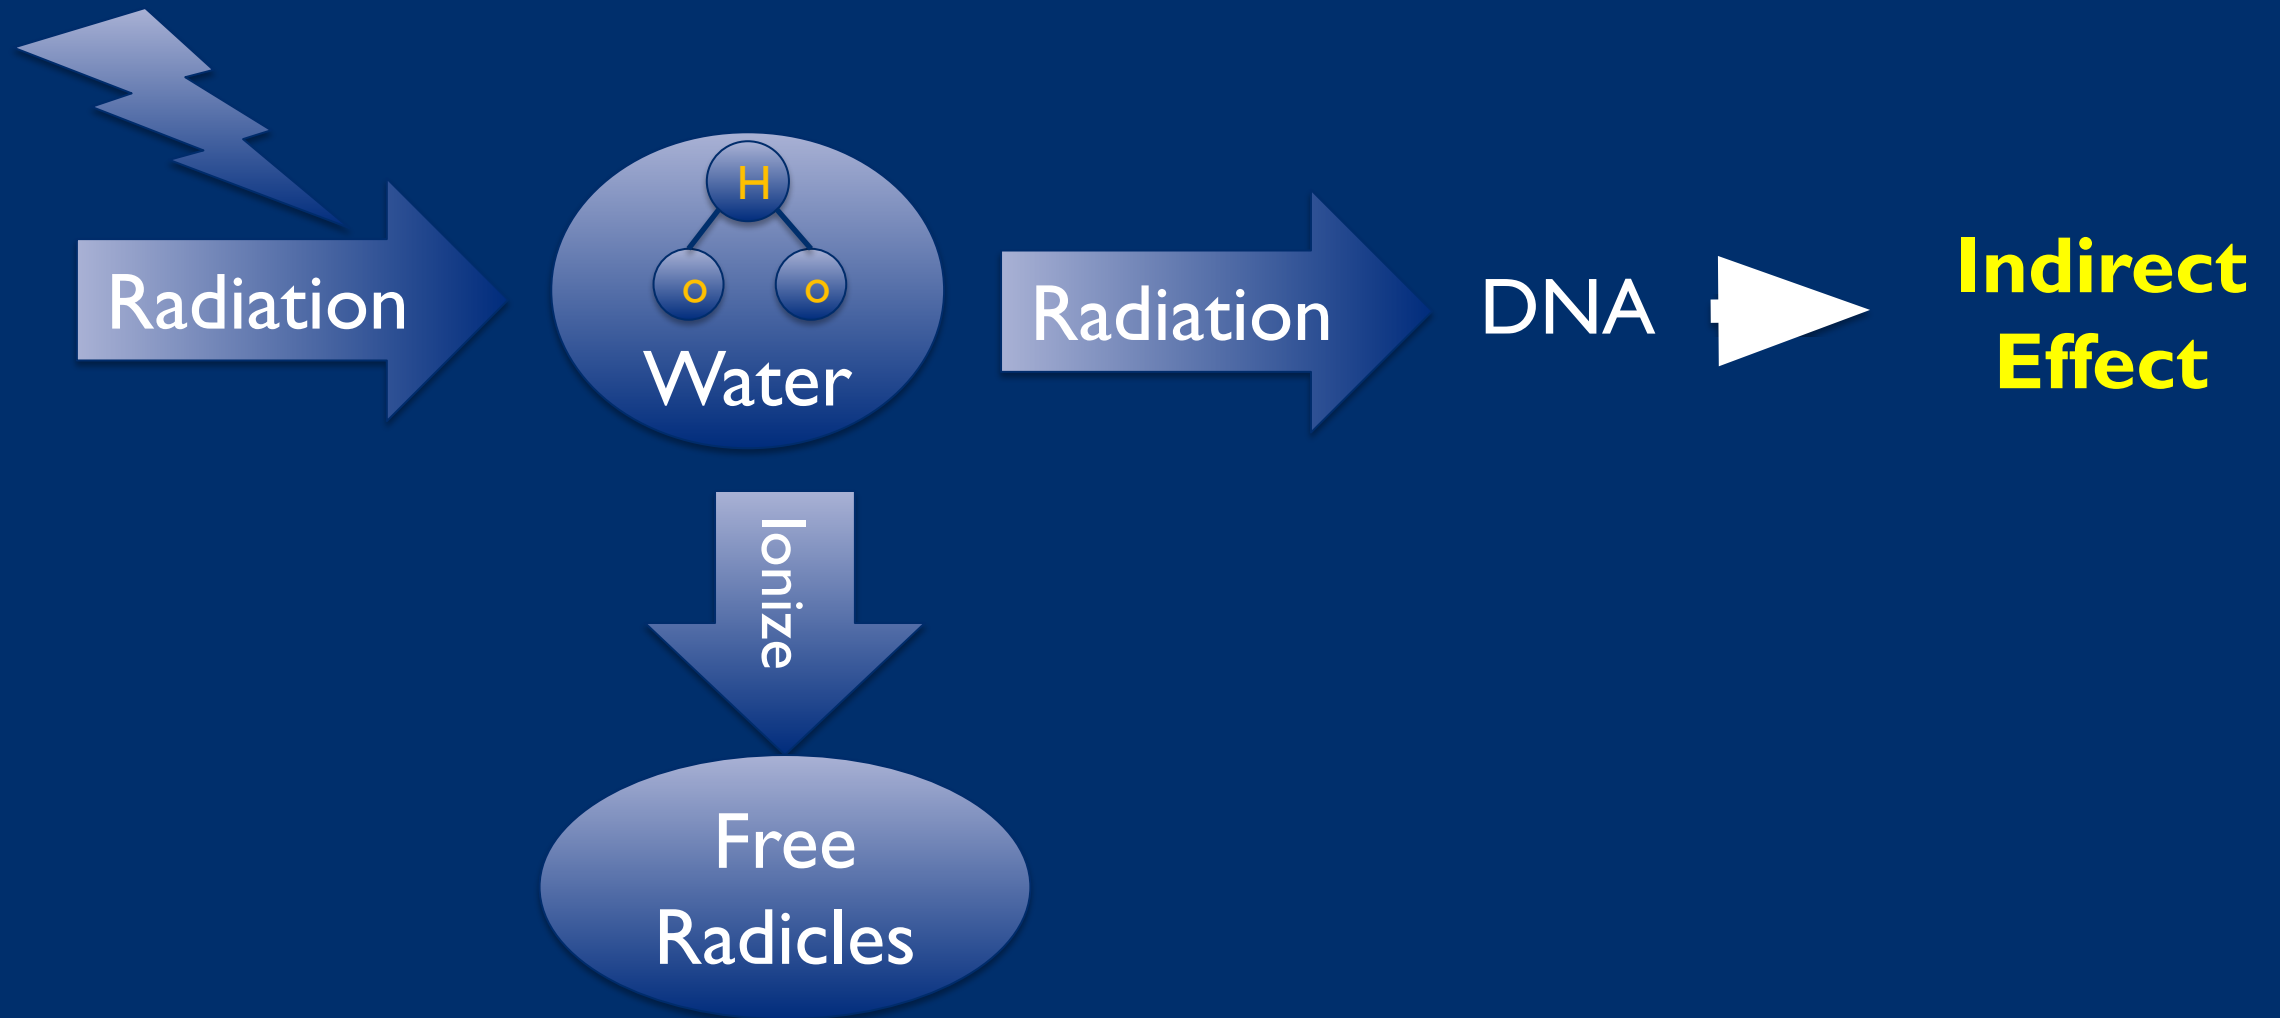 H
o o
Radiation
Water
Radiation
DNA
Indirect
Effect
Ionize
Free
Radicles